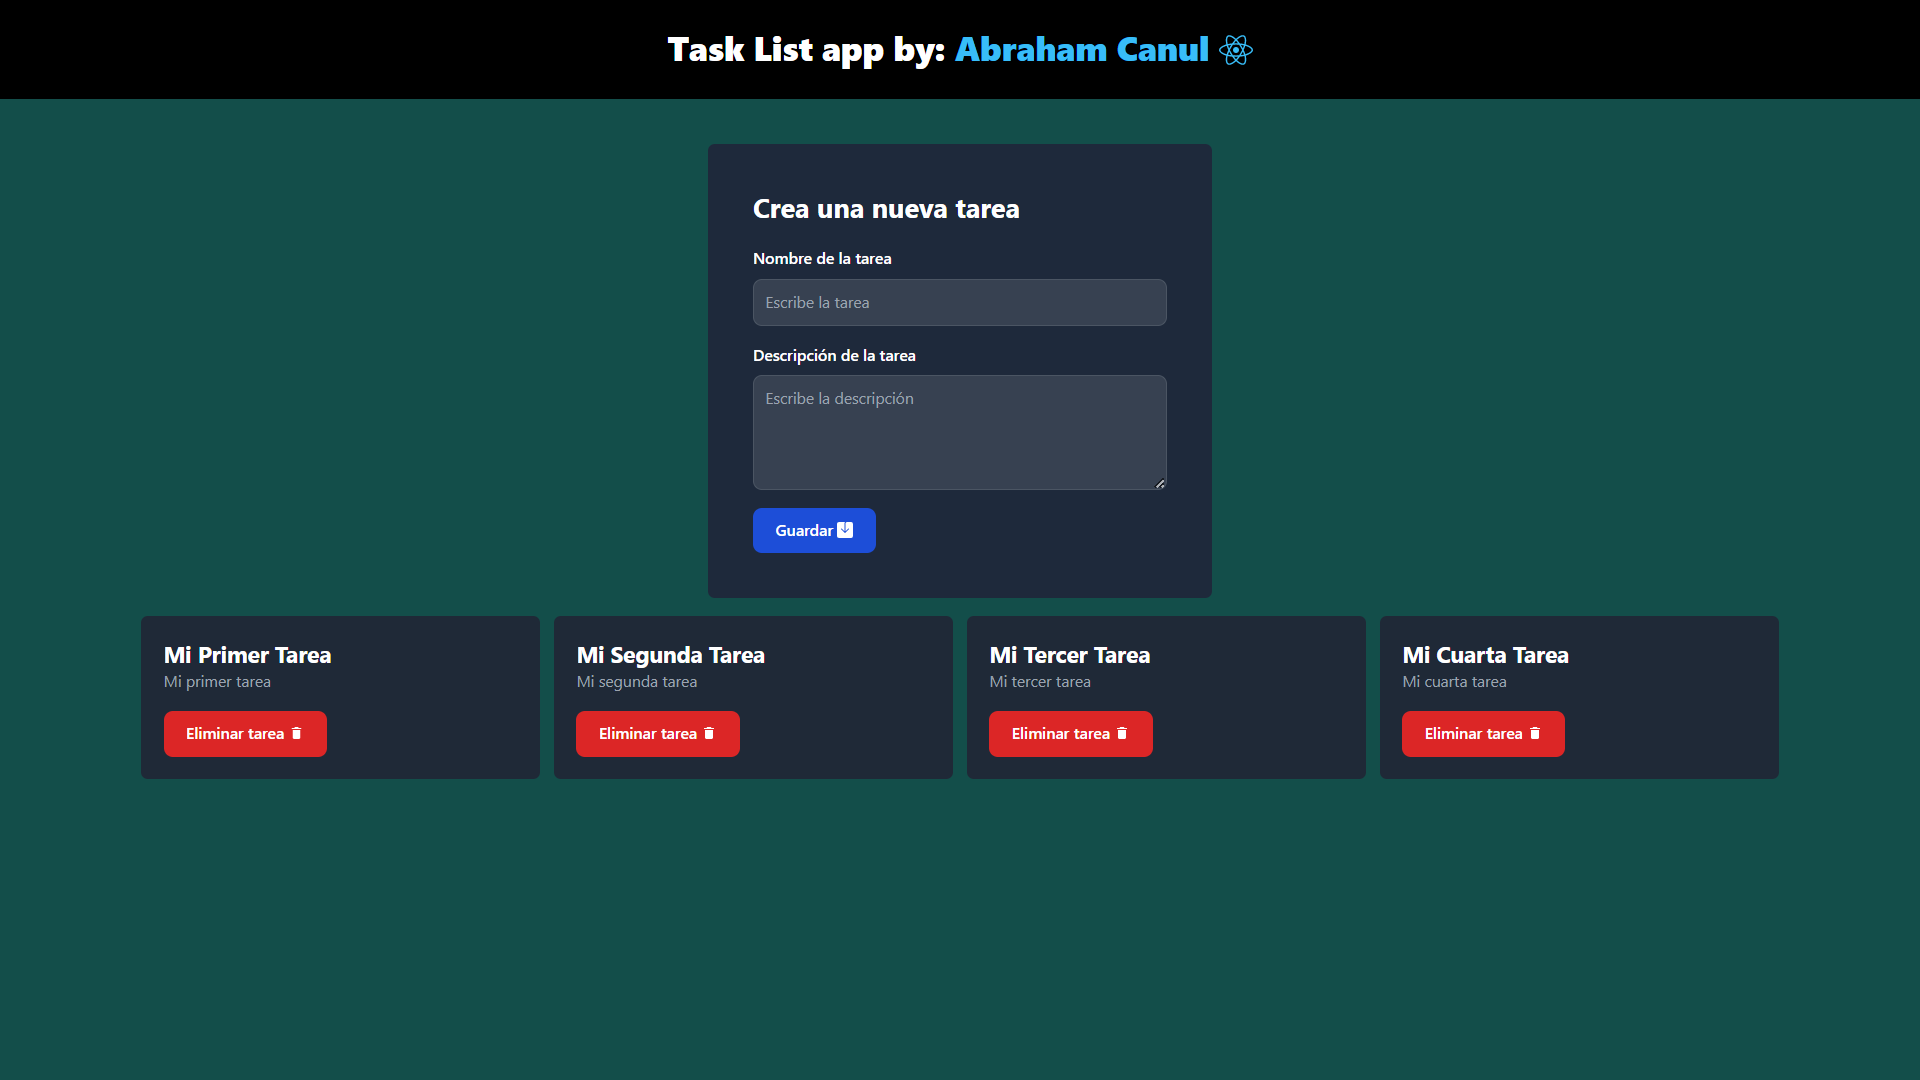 Task List app by: Abraham Canul
Crea una nueva tarea
Nombre de la tarea
Escribe la tarea
Descripción de la tarea
Escribe la descripción
Guardar
Mi Primer Tarea
Mi primer tarea
Eliminar tarea
Mi Segunda Tarea
Mi segunda tarea
Eliminar tarea
Mi Tercer Tarea
Mi tercer tarea
Eliminar tarea
Mi Cuarta Tarea
Mi cuarta tarea
Eliminar tarea